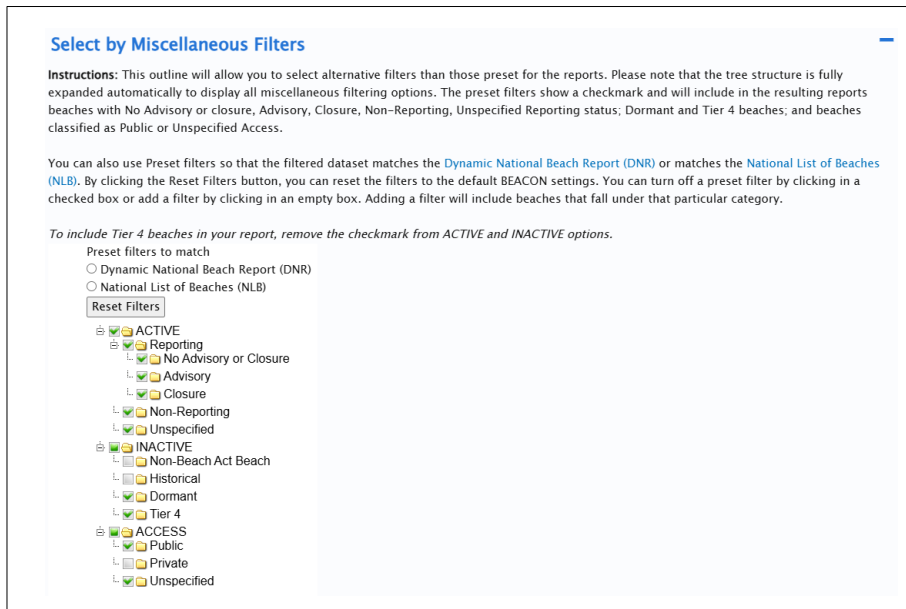 Select by Miscellaneous Filters
Instructions: This outline will allow you to select alternative filters than those preset for the reports. Please note that the tree structure is fully
expanded automatically to display all miscellaneous filtering options. The preset filters show a checkmark and will include in the resulting reports
beaches with No Advisory or closure, Advisory, Closure, Non-Reporting, Unspecified Reporting status; Dormant and Tier 4 beaches; and beaches
classified as Public or Unspecified Access.
You can also use Preset filters so that the filtered dataset matches the Dynamic National Beach Report (DNR) or matches the National List of Beaches
(NLB). By clicking the Reset Filters button, you can reset the filters to the default BEACON settings. You can turn off a preset filter by clicking in a
checked box or add a filter by clicking in an empty box. Adding a filter will include beaches that fall under that particular category.
To include Tier 4 beaches in your report, remove the checkmark from ACTIVE and INACTIVE options.
Preset filters to match
Dynamic National Beach Report (DNR)
National List of Beaches (NLB)
Reset Filters
ACTIVE
Reporting
No Advisory or Closure
Advisory
Closure
Non-Reporting
Unspecified
INACTIVE
Non-Beach Act Beach
Historical
Dormant
Tier 4
ACCESS
Public
Private
Unspecified